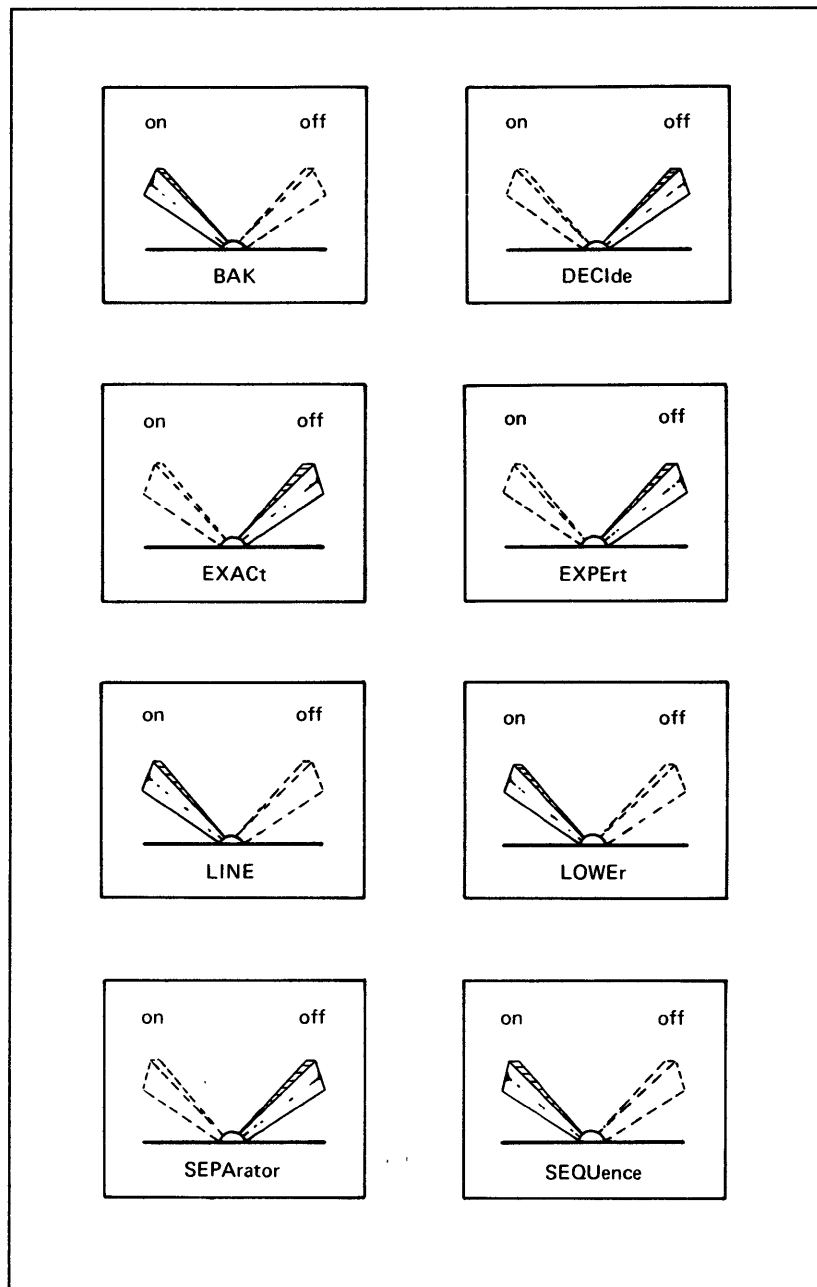 on off
BAK
on off
DECIde
on off
EXACt
on off
EXPErt
on off
LINE
on off
LOWEr
on off
SEPArator
on off
SEQUence